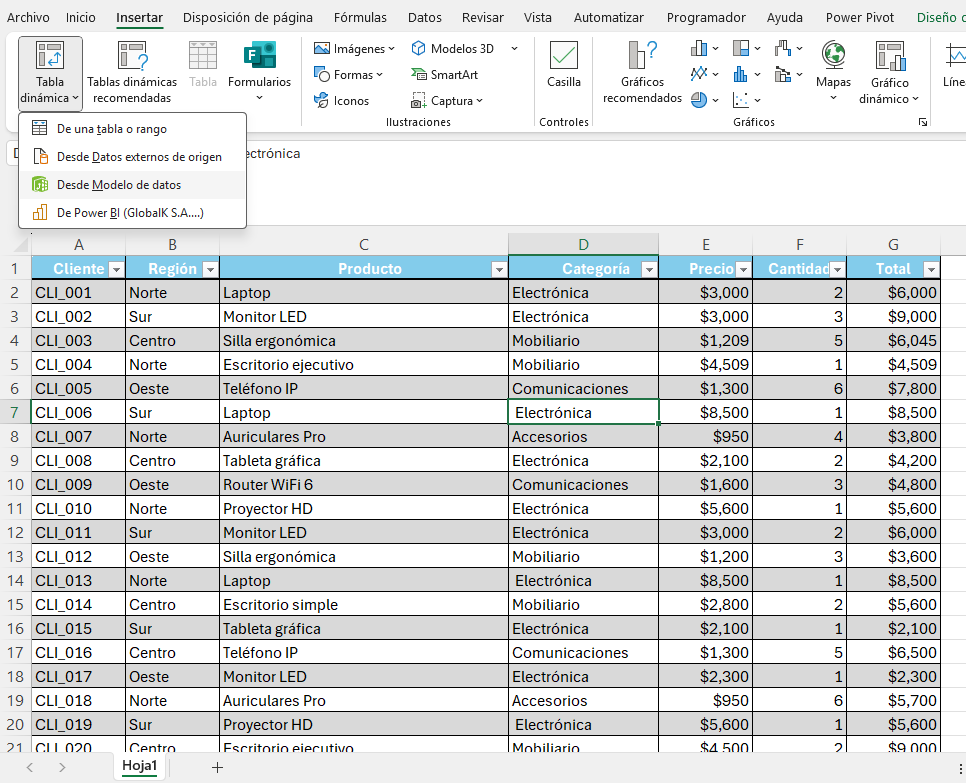 Archivo Inicio Insertar Disposición de página Fórmulas Datos Revisar Vista Automatizar Programador Ayuda Power Pivot Diseño
Tabla dinámica Tablas dinámicas recomendadas Tabla Formularios
Imágenes Modelos 3D
Formas SmartArt
Iconos Captura
Ilustraciones
Casilla
Controles
Gráficos recomendados
Mapas Gráfico dinámico
Gráficos
De una tabla o rango
Desde Datos externos de origen
Desde Modelo de datos
De Power BI (GlobalK S.A....)
A B C D E F G
1 Cliente Región Producto Categoría Precio Cantidad Total
2 CLI_001 Norte Laptop Electrónica $3,000 2 $6,000
3 CLI_002 Sur Monitor LED Electrónica $3,000 3 $9,000
4 CLI_003 Centro Silla ergonómica Mobiliario $1,209 5 $6,045
5 CLI_004 Norte Escritorio ejecutivo Mobiliario $4,509 1 $4,509
6 CLI_005 Oeste Teléfono IP Comunicaciones $1,300 6 $7,800
7 CLI_006 Sur Laptop Electrónica $8,500 1 $8,500
8 CLI_007 Norte Auriculares Pro Accesorios $950 4 $3,800
9 CLI_008 Centro Tableta gráfica Electrónica $2,100 2 $4,200
10 CLI_009 Oeste Router WiFi 6 Comunicaciones $1,600 3 $4,800
11 CLI_010 Norte Proyector HD Electrónica $5,600 1 $5,600
12 CLI_011 Sur Monitor LED Electrónica $3,000 2 $6,000
13 CLI_012 Oeste Silla ergonómica Mobiliario $1,200 3 $3,600
14 CLI_013 Norte Laptop Electrónica $8,500 1 $8,500
15 CLI_014 Centro Escritorio simple Mobiliario $2,800 2 $5,600
16 CLI_015 Sur Tableta gráfica Electrónica $2,100 1 $2,100
17 CLI_016 Centro Teléfono IP Comunicaciones $1,300 5 $6,500
18 CLI_017 Oeste Monitor LED Electrónica $2,300 1 $2,300
19 CLI_018 Norte Auriculares Pro Accesorios $950 6 $5,700
20 CLI_019 Sur Proyector HD Electrónica $5,600 1 $5,600
21 CLI_020 Centro Escritorio ejecutivo Mobiliario $4,500 2 $9,000
Hoja1